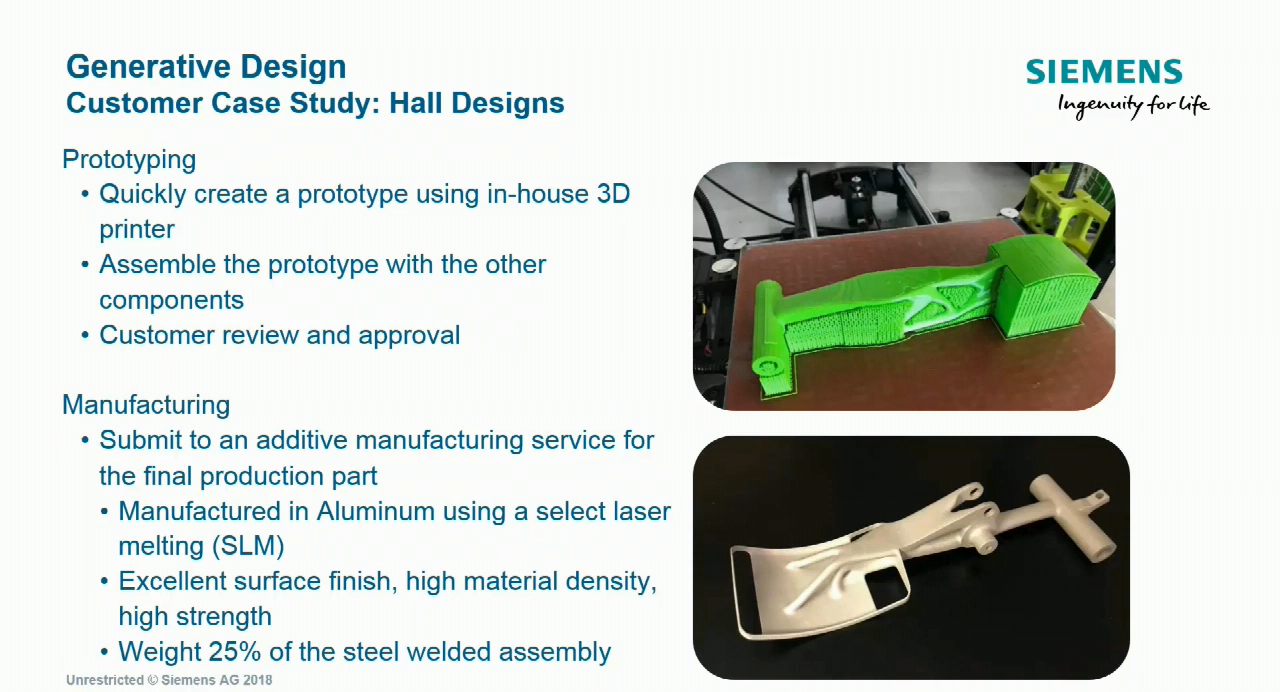 Generative Design
Customer Case Study: Hall Designs
SIEMENS
Ingenuity for life
Prototyping
• Quickly create a prototype using in-house 3D
printer
• Assemble the prototype with the other
components
• Customer review and approval
Manufacturing
• Submit to an additive manufacturing service for
the final production part
• Manufactured in Aluminum using a select laser
melting (SLM)
• Excellent surface finish, high material density,
high strength
• Weight 25% of the steel welded assembly
Unrestricted © Siemens AG 2018